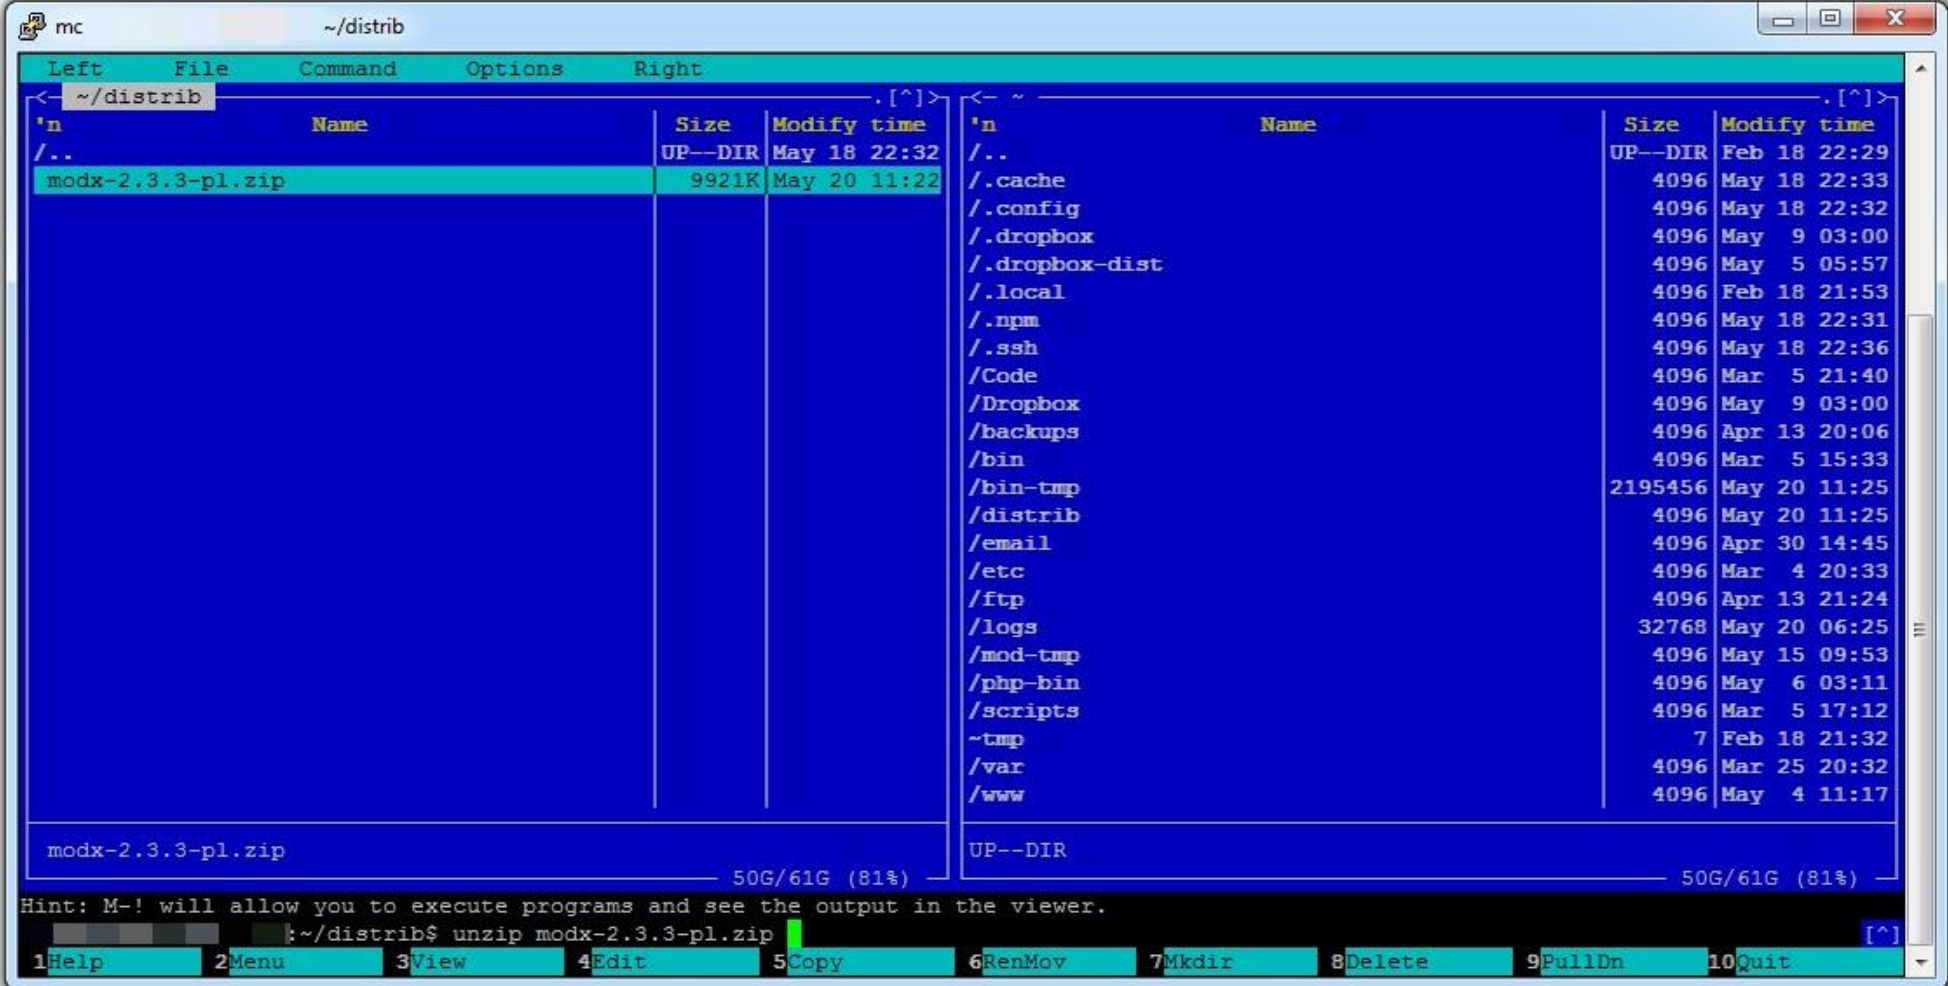 mc ~/distrib
Left File Command Options Right
<- ~/distrib .[^]>
'n Name Size Modify time
/.. UP--DIR May 18 22:32
modx-2.3.3-pl.zip 9921K May 20 11:22
modx-2.3.3-pl.zip
50G/61G (81%)
<- ~ .[^]>
'n Name Size Modify time
/.. UP--DIR Feb 18 22:29
/.cache 4096 May 18 22:33
/.config 4096 May 18 22:32
/.dropbox 4096 May 9 03:00
/.dropbox-dist 4096 May 5 05:57
/.local 4096 Feb 18 21:53
/.npm 4096 May 18 22:31
/.ssh 4096 May 18 22:36
/Code 4096 Mar 5 21:40
/Dropbox 4096 May 9 03:00
/backups 4096 Apr 13 20:06
/bin 4096 Mar 5 15:33
/bin-tmp 2195456 May 20 11:25
/distrib 4096 May 20 11:25
/email 4096 Apr 30 14:45
/etc 4096 Mar 4 20:33
/ftp 4096 Apr 13 21:24
/logs 32768 May 20 06:25
/mod-tmp 4096 May 15 09:53
/php-bin 4096 May 6 03:11
/scripts 4096 Mar 5 17:12
~tmp 7 Feb 18 21:32
/var 4096 Mar 25 20:32
/www 4096 May 4 11:17
UP--DIR
50G/61G (81%)
Hint: M-! will allow you to execute programs and see the output in the viewer.
:~/distrib$ unzip modx-2.3.3-pl.zip [^]
1Help 2Menu 3View 4Edit 5Copy 6RenMov 7Mkdir 8Delete 9PullDn 10Quit